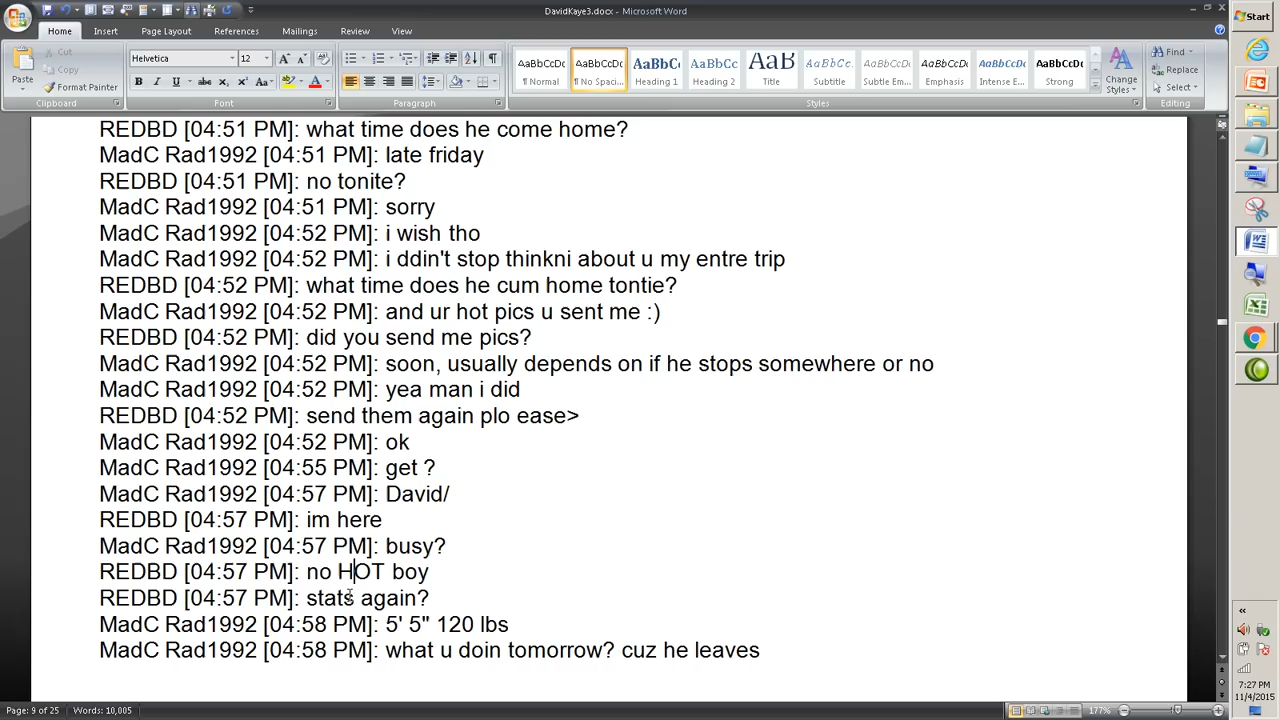 DavidKaye3.docx - Microsoft Word
Home Insert Page Layout References Mailings Review View
Start
Paste
Cut
Copy
Format Painter
Clipboard
Helvetica 12
Font
Paragraph
AaBbCcDc ¶ Normal
AaBbCcDc ¶ No Spaci...
AaBbCc Heading 1
AaBbCc Heading 2
AaB Title
AaBbCc. Subtitle
AaBbCcDc Subtle Em...
AaBbCcDc Emphasis
AaBbCcDc Intense E...
AaBbCcDc Strong
Change Styles
Styles
Find
Replace
Select
Editing
REDBD [04:51 PM]: what time does he come home?
MadC Rad1992 [04:51 PM]: late friday
REDBD [04:51 PM]: no tonite?
MadC Rad1992 [04:51 PM]: sorry
MadC Rad1992 [04:52 PM]: i wish tho
MadC Rad1992 [04:52 PM]: i ddin't stop thinkni about u my entre trip
REDBD [04:52 PM]: what time does he cum home tontie?
MadC Rad1992 [04:52 PM]: and ur hot pics u sent me :)
REDBD [04:52 PM]: did you send me pics?
MadC Rad1992 [04:52 PM]: soon, usually depends on if he stops somewhere or no
MadC Rad1992 [04:52 PM]: yea man i did
REDBD [04:52 PM]: send them again plo ease>
MadC Rad1992 [04:52 PM]: ok
MadC Rad1992 [04:55 PM]: get ?
MadC Rad1992 [04:57 PM]: David/
REDBD [04:57 PM]: im here
MadC Rad1992 [04:57 PM]: busy?
REDBD [04:57 PM]: no HOT boy
REDBD [04:57 PM]: stats again?
MadC Rad1992 [04:58 PM]: 5' 5" 120 lbs
MadC Rad1992 [04:58 PM]: what u doin tomorrow? cuz he leaves
Page: 9 of 25 Words: 10,005
177%
7:27 PM
11/4/2015